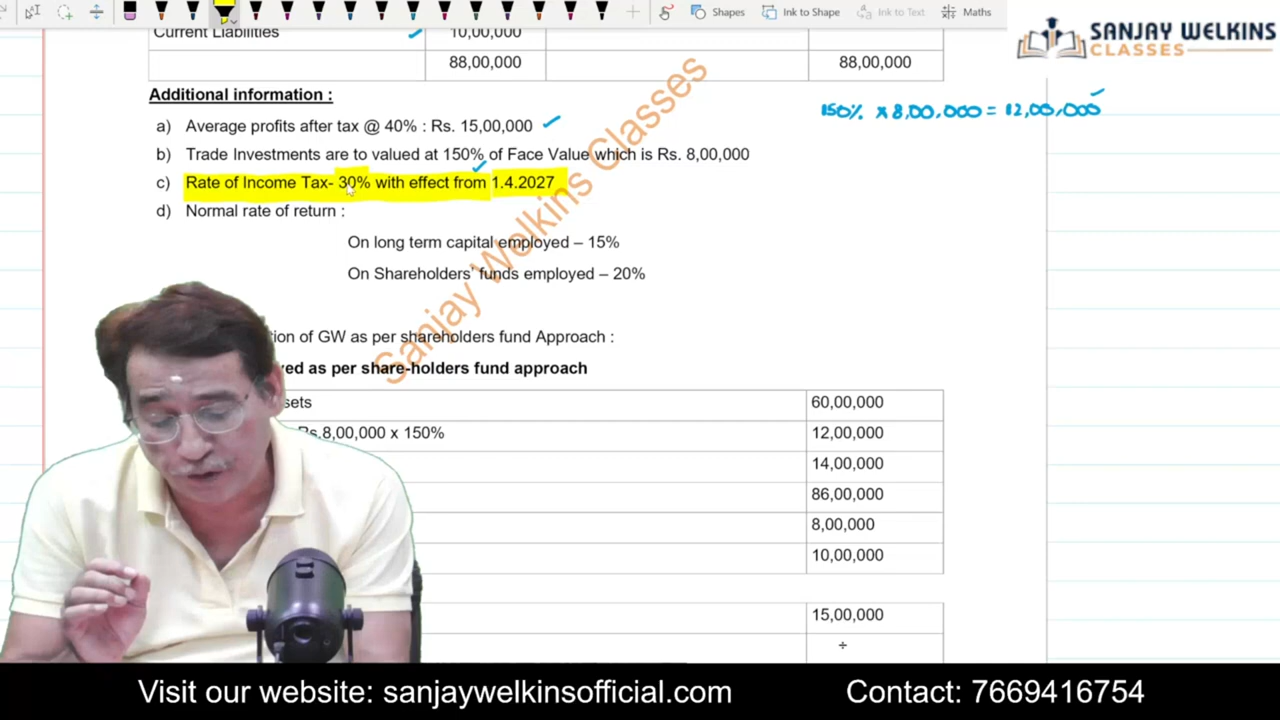 Shapes Ink to Shape Ink to Text Maths
SANJAY WELKINS
CLASSES
Current Liabilities 10,00,000
88,00,000 88,00,000
Additional information :
150% x 8,00,000 = 12,00,000
a) Average profits after tax @ 40% : Rs. 15,00,000
b) Trade Investments are to valued at 150% of Face Value which is Rs. 8,00,000
c) Rate of Income Tax- 30% with effect from 1.4.2027
d) Normal rate of return :
On long term capital employed – 15%
On Shareholders' funds employed – 20%
Sanjay Welkins Classes
of GW as per shareholders fund Approach :
as per share-holders fund approach
60,00,000
Rs.8,00,000 x 150% 12,00,000
14,00,000
86,00,000
8,00,000
10,00,000
15,00,000
÷
Visit our website: sanjaywelkinsofficial.com Contact: 7669416754